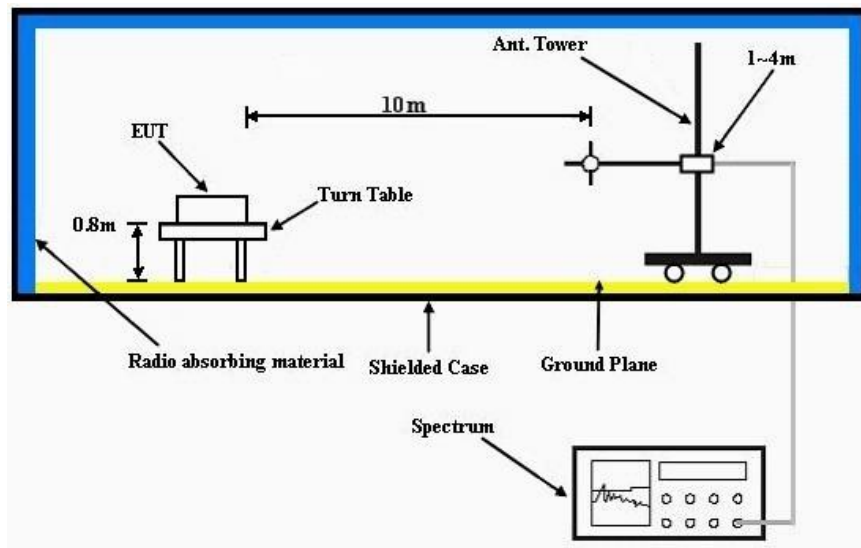 Ant. Tower
1~4m
10m
EUT
Turn Table
0.8m
Radio absorbing material
Shielded Case
Ground Plane
Spectrum